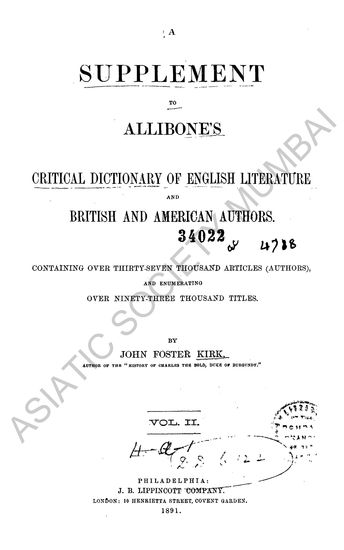 A
SUPPLEMENT
TO
ALLIBONE'S
CRITICAL DICTIONARY OF ENGLISH LITERATURE
AND
BRITISH AND AMERICAN AUTHORS.
34022
4788
CONTAINING OVER THIRTY-SEVEN THOUSAND ARTICLES (AUTHORS),
AND ENUMERATING
OVER NINETY-THREE THOUSAND TITLES.
BY
JOHN FOSTER KIRK,
AUTHOR OF THE "HISTORY OF CHARLES THE BOLD, DUKE OF BURGUNDY."
VOL. II.
PHILADELPHIA:
J. B. LIPPINCOTT COMPANY.
LONDON: 10 HENRIETTA STREET, COVENT GARDEN.
1891.
ASIATIC SOCIETY MUMBAI